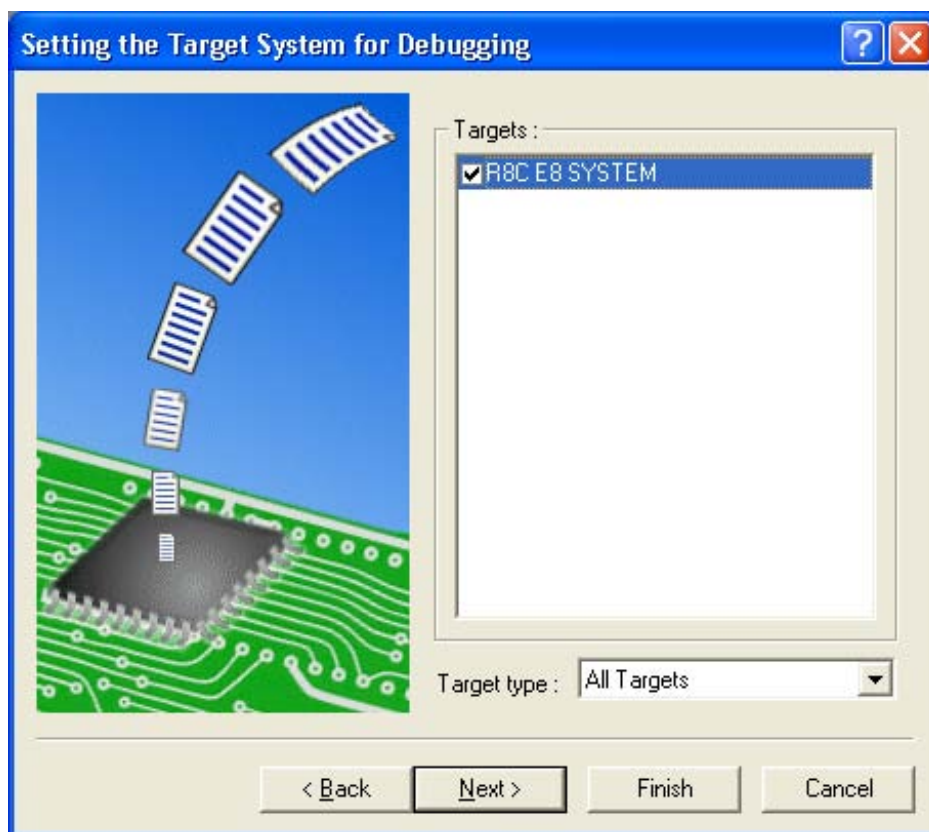 Setting the Target System for Debugging
Targets :
R8C E8 SYSTEM
Target type : All Targets
< Back Next > Finish Cancel